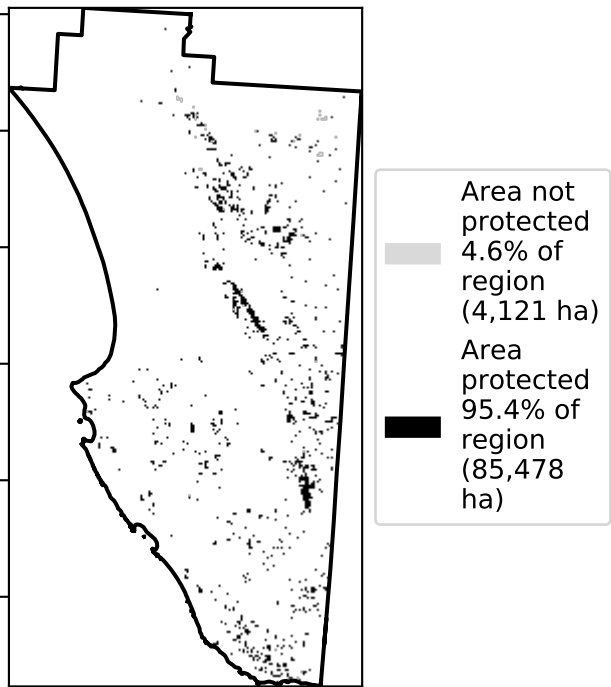 Area not
protected
4.6% of
region
(4,121 ha)
Area
protected
95.4% of
region
(85,478
ha)